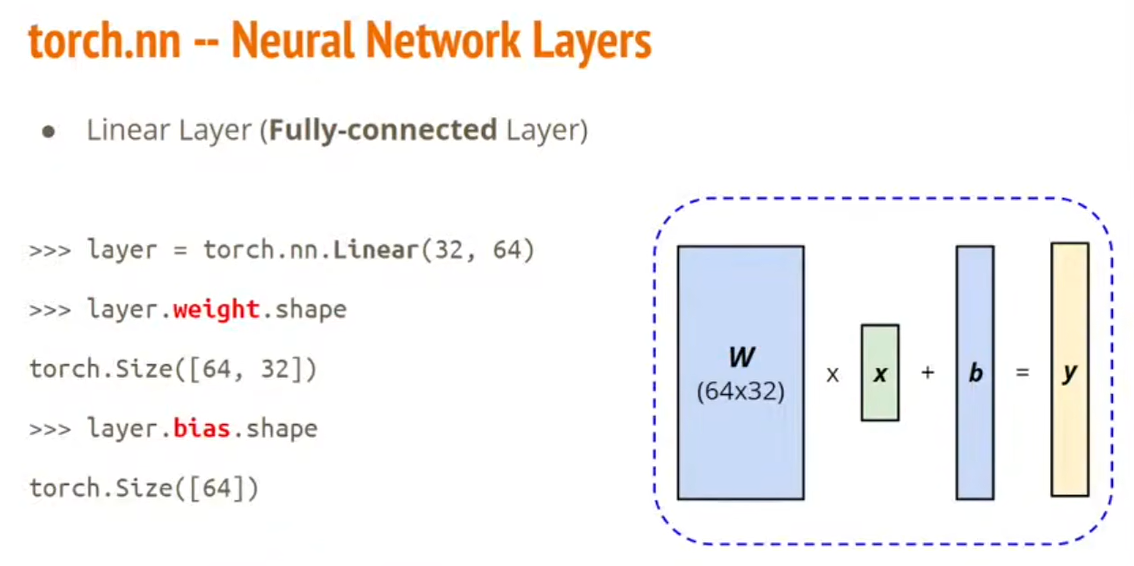 torch.nn -- Neural Network Layers
● Linear Layer (Fully-connected Layer)
>>> layer = torch.nn.Linear(32, 64)
>>> layer.weight.shape
torch.Size([64, 32])
>>> layer.bias.shape
torch.Size([64])
W
(64x32)
x x + b = y